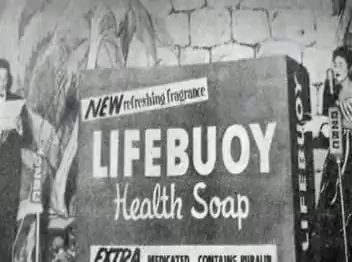 NEW refreshing fragrance
LIFEBUOY
Health Soap
EXTRA MEDICATED CONTAINS PURALIN
LIFEBUOY